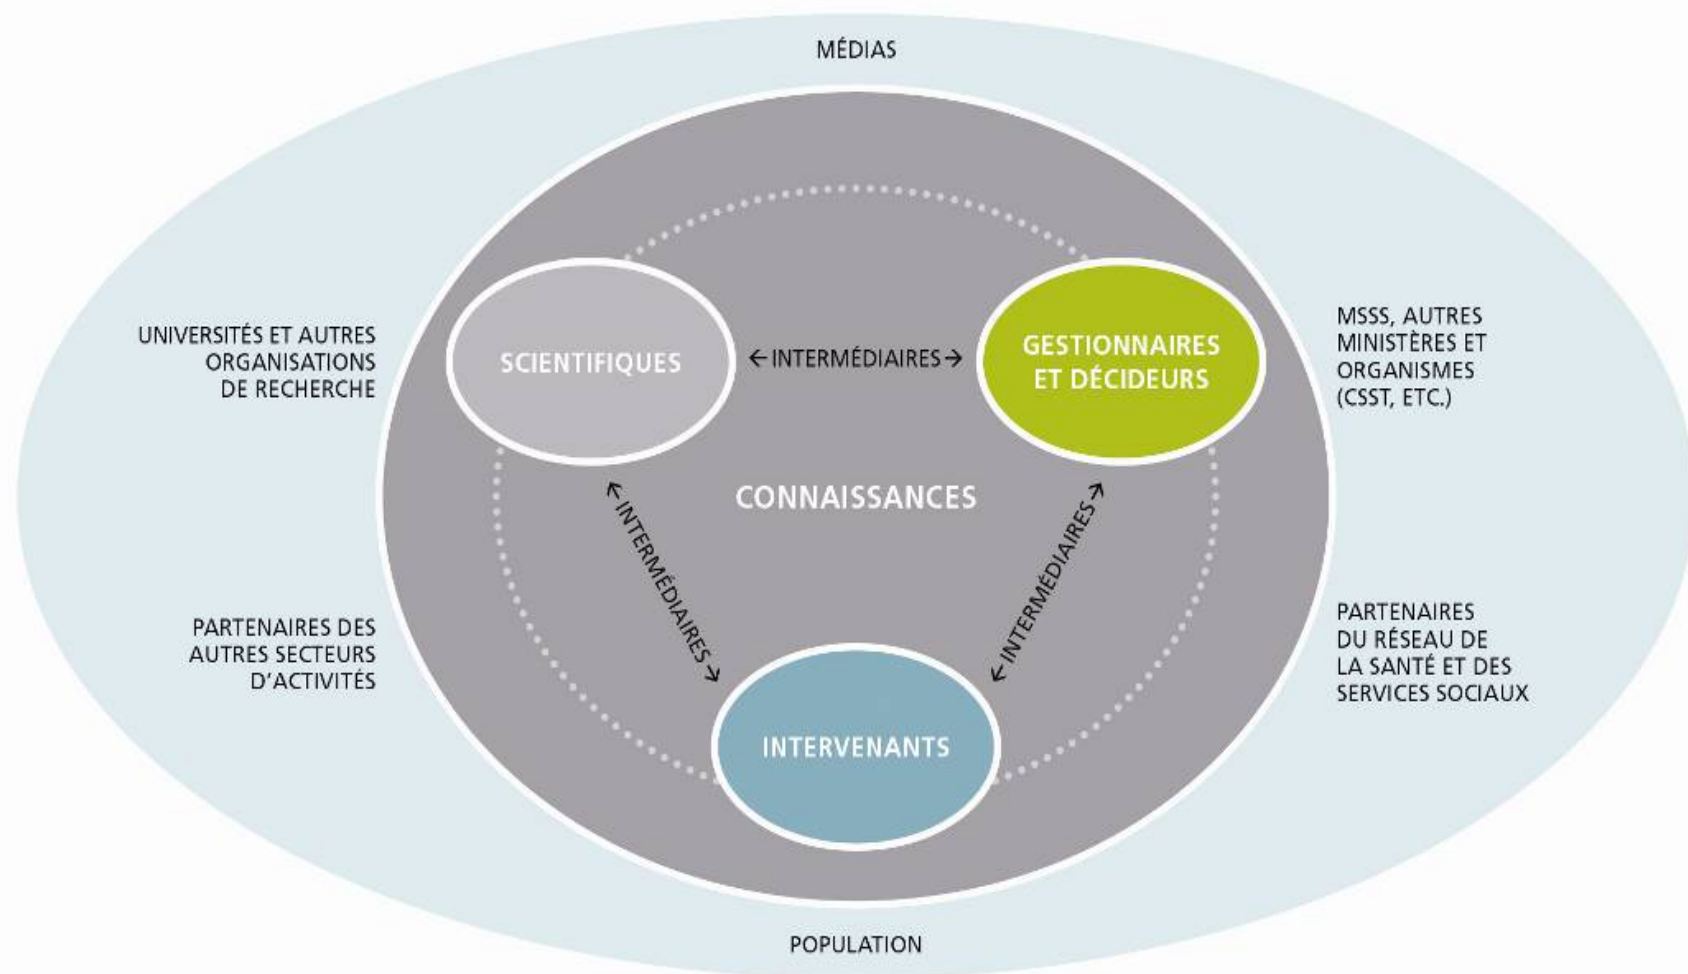 MÉDIAS
UNIVERSITÉS ET AUTRES
ORGANISATIONS
DE RECHERCHE
SCIENTIFIQUES
←INTERMÉDIAIRES→
GESTIONNAIRES
ET DÉCIDEURS
MSSS, AUTRES
MINISTÈRES ET
ORGANISMES
(CSST, ETC.)
CONNAISSANCES
←INTERMÉDIAIRES→
←INTERMÉDIAIRES→
PARTENAIRES DES
AUTRES SECTEURS
D’ACTIVITÉS
INTERVENANTS
PARTENAIRES
DU RÉSEAU DE
LA SANTÉ ET DES
SERVICES SOCIAUX
POPULATION